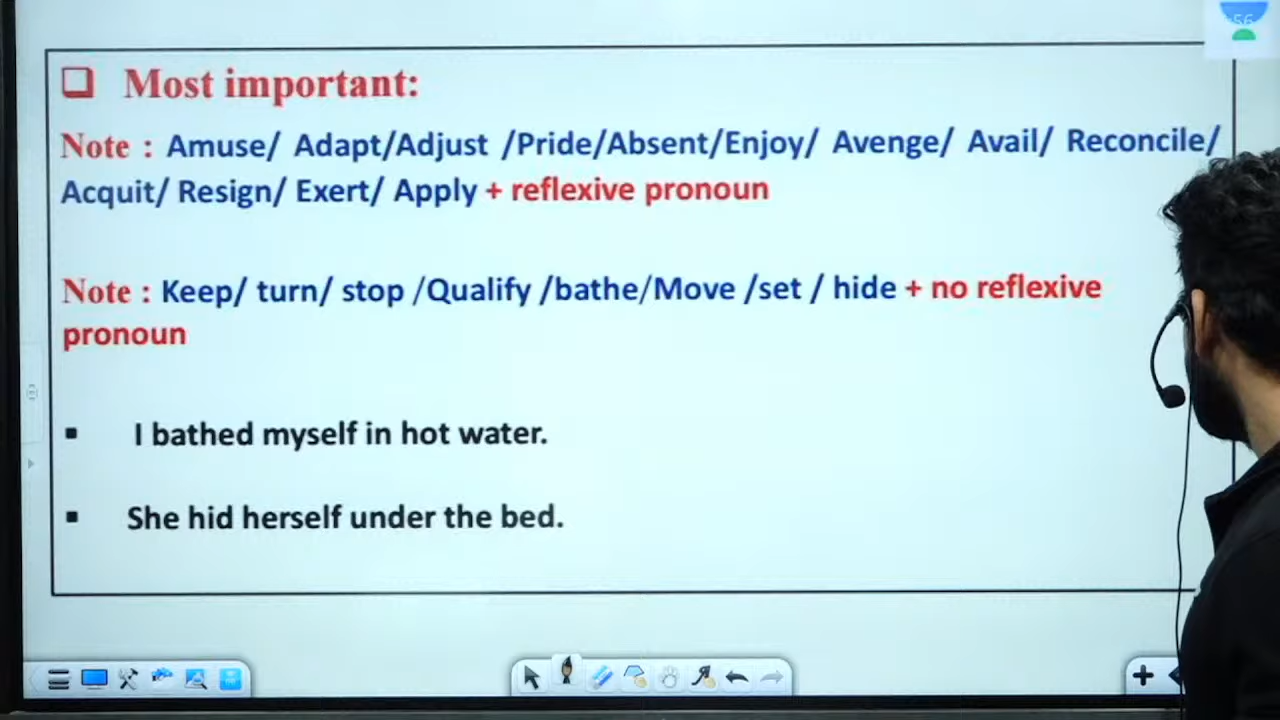 56
❑ Most important:
Note : Amuse/ Adapt/Adjust /Pride/Absent/Enjoy/ Avenge/ Avail/ Reconcile/
Acquit/ Resign/ Exert/ Apply + reflexive pronoun
Note : Keep/ turn/ stop /Qualify /bathe/Move /set / hide + no reflexive
pronoun
▪ I bathed myself in hot water.
▪ She hid herself under the bed.